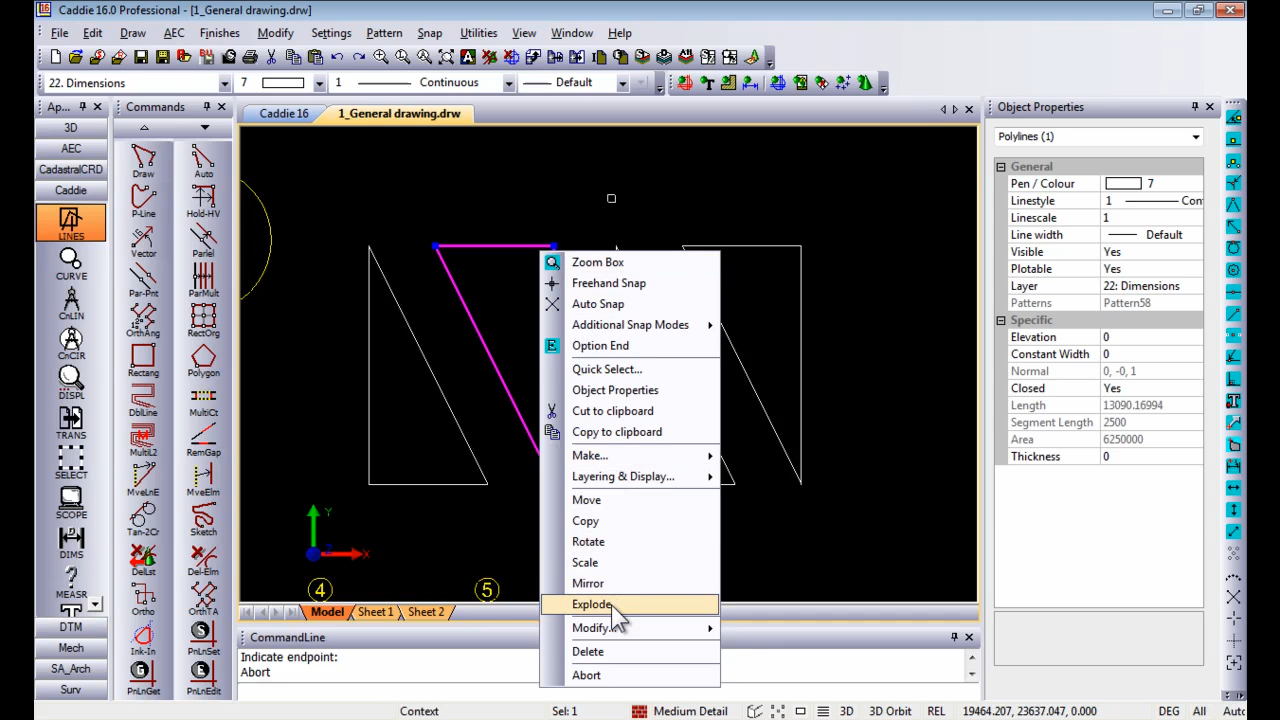 Caddie 16.0 Professional - [1_General drawing.drw]
File Edit Draw AEC Finishes Modify Settings Pattern Snap Utilities View Window Help
22. Dimensions 7 1 Continuous Default
Ap... Commands Caddie 16 1_General drawing.drw Object Properties
3D
AEC
CadastralCRD
Caddie
LINES
CURVE
CnLIN
CnCIR
DISPL
TRANS
SELECT
SCOPE
DIMS
MEASR
DTM
Mech
SA_Arch
Surv
Draw Auto
P-Line Hold-HV
Vector Parlel
Par-Pnt ParMult
OrthAng RectOrg
Rectang Polygon
DblLine MultiCt
MultiL2 RemGap
MveLnE MveElm
Tan-2Cr Sketch
DelLst Del-Elm
Ortho OrthTA
Ink-In PnLnSet
PnLnGet PnLnEdit
Zoom Box
Freehand Snap
Auto Snap
Additional Snap Modes
Option End
Quick Select...
Object Properties
Cut to clipboard
Copy to clipboard
Make...
Layering & Display...
Move
Copy
Rotate
Scale
Mirror
Explode
Modify...
Delete
Abort
Y
X
4 5
Model Sheet 1 Sheet 2
CommandLine
Indicate endpoint:
Abort
Polylines (1)
General
Pen / Colour 7
Linestyle 1 Con
Linescale 1
Line width Default
Visible Yes
Plotable Yes
Layer 22: Dimensions
Patterns Pattern58
Specific
Elevation 0
Constant Width 0
Normal 0, -0, 1
Closed Yes
Length 13090.16994
Segment Length 2500
Area 6250000
Thickness 0
Context Sel: 1 Medium Detail 3D 3D Orbit REL 19464.207, 23637.047, 0.000 DEG All Auto